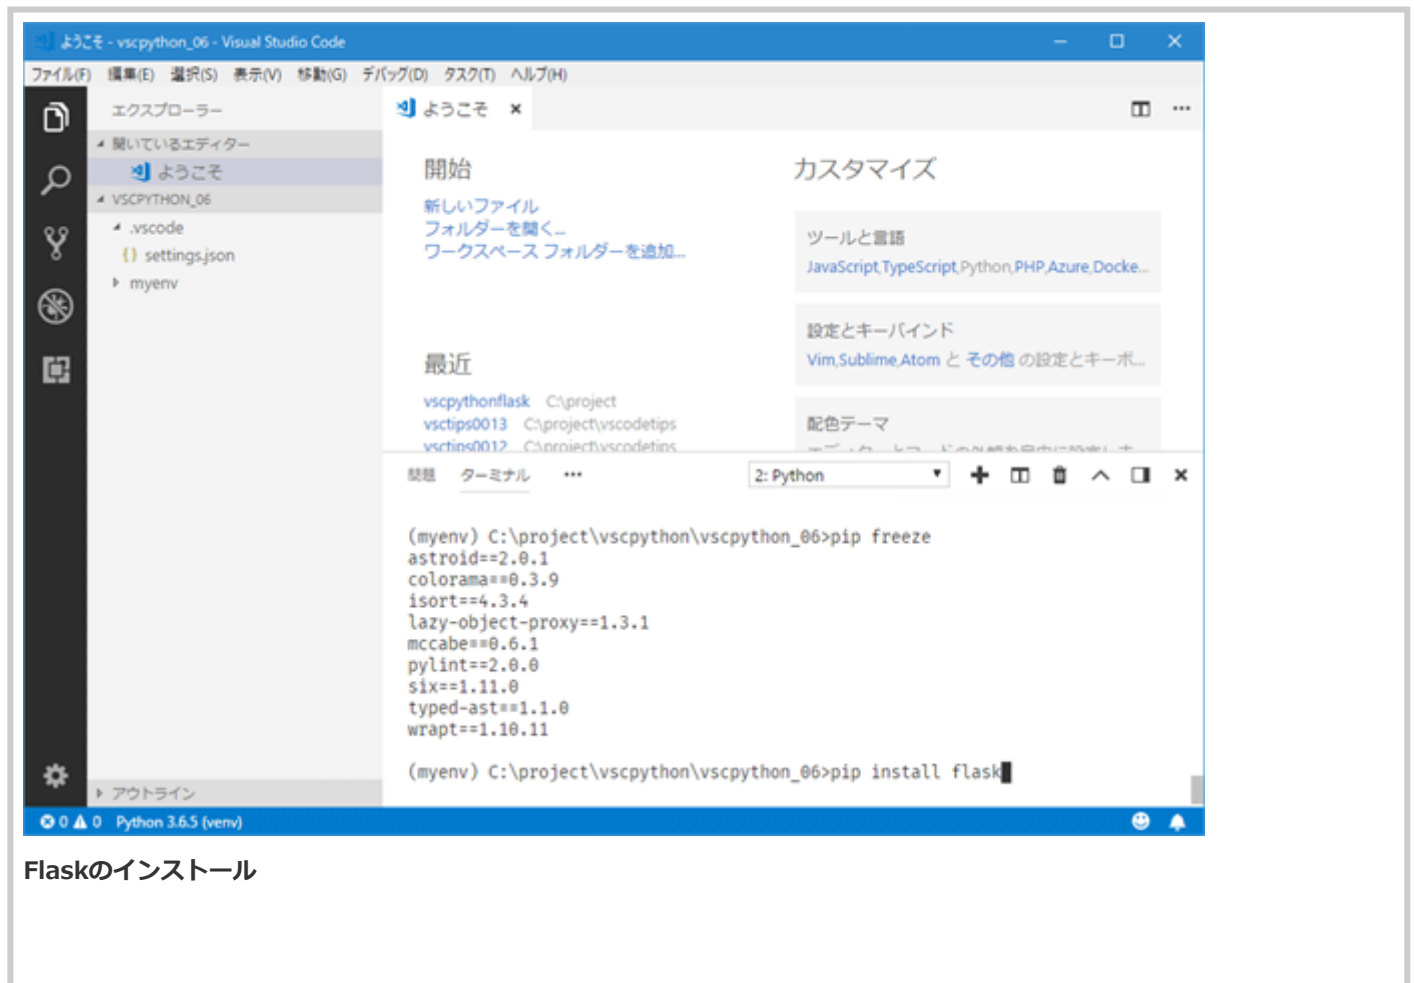 ようこそ - vscpython_06 - Visual Studio Code
ファイル(F) 編集(E) 選択(S) 表示(V) 移動(G) デバッグ(D) タスク(T) ヘルプ(H)
エクスプローラー
開いているエディター
ようこそ
VSCPYTHON_06
.vscode
{} settings.json
myenv
アウトライン
ようこそ
開始
新しいファイル
フォルダーを開く...
ワークスペース フォルダーを追加...
最近
vscpythonflask C:\project
vsctips0013 C:\project\vscodetips
vsctips0012 C:\project\vscodetips
カスタマイズ
ツールと言語
JavaScript,TypeScript,Python,PHP,Azure,Docke...
設定とキーバインド
Vim,Sublime,Atom と その他 の設定とキーボ...
配色テーマ
問題 ターミナル ... 2: Python
(myenv) C:\project\vscpython\vscpython_06>pip freeze
astroid==2.0.1
colorama==0.3.9
isort==4.3.4
lazy-object-proxy==1.3.1
mccabe==0.6.1
pylint==2.0.0
six==1.11.0
typed-ast==1.1.0
wrapt==1.10.11
(myenv) C:\project\vscpython\vscpython_06>pip install flask
0 0 Python 3.6.5 (venv)
Flaskのインストール